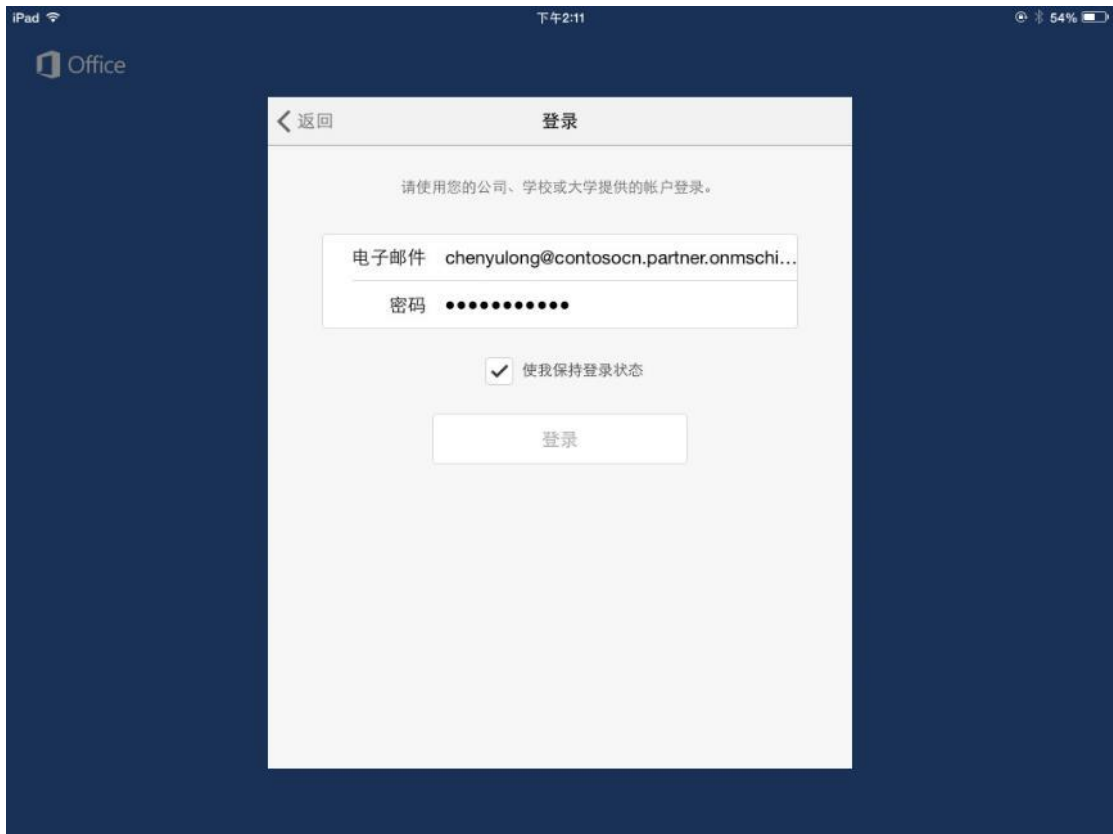 iPad 下午2:11 54%
Office
返回 登录
请使用您的公司、学校或大学提供的帐户登录。
电子邮件 chenyulong@contosocn.partner.onmschi...
密码 ●●●●●●●●●●●
使我保持登录状态
登录